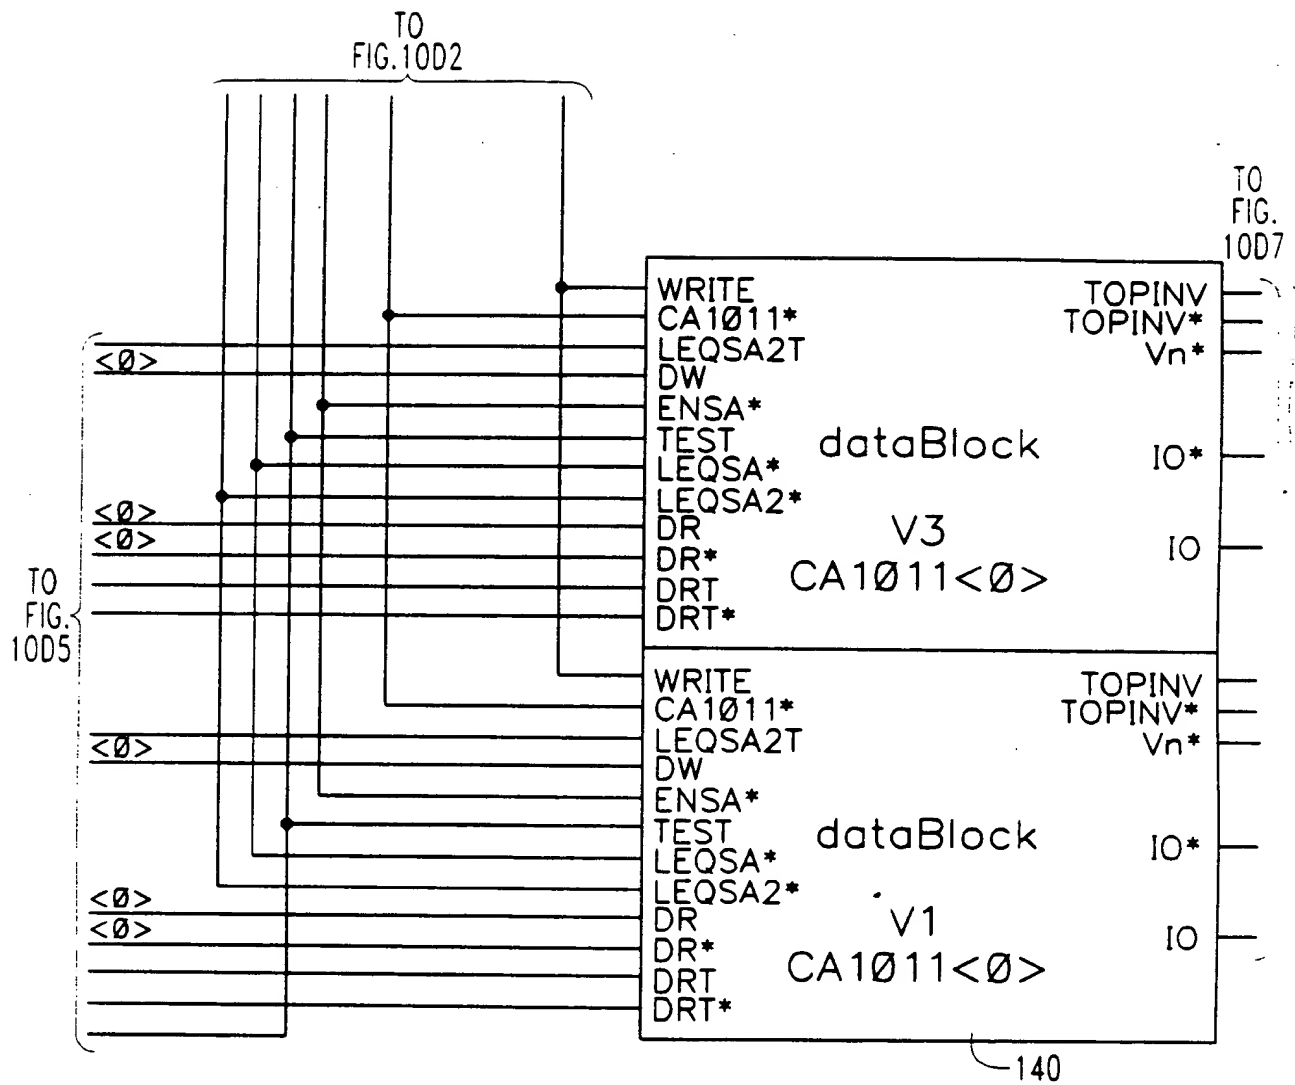 TO
FIG.10D2
TO
FIG.
10D7
WRITE
CA1Ø11*
LEQSA2T
DW
ENSA*
TEST
LEQSA*
LEQSA2*
DR
DR*
DRT
DRT*
dataBlock
V3
CA1Ø11<Ø>
TOPINV
TOPINV*
Vn*
IO*
IO
<Ø>
<Ø>
<Ø>
TO
FIG.
10D5
WRITE
CA1Ø11*
LEQSA2T
DW
ENSA*
TEST
LEQSA*
LEQSA2*
DR
DR*
DRT
DRT*
dataBlock
V1
CA1Ø11<Ø>
TOPINV
TOPINV*
Vn*
IO*
IO
<Ø>
<Ø>
<Ø>
140